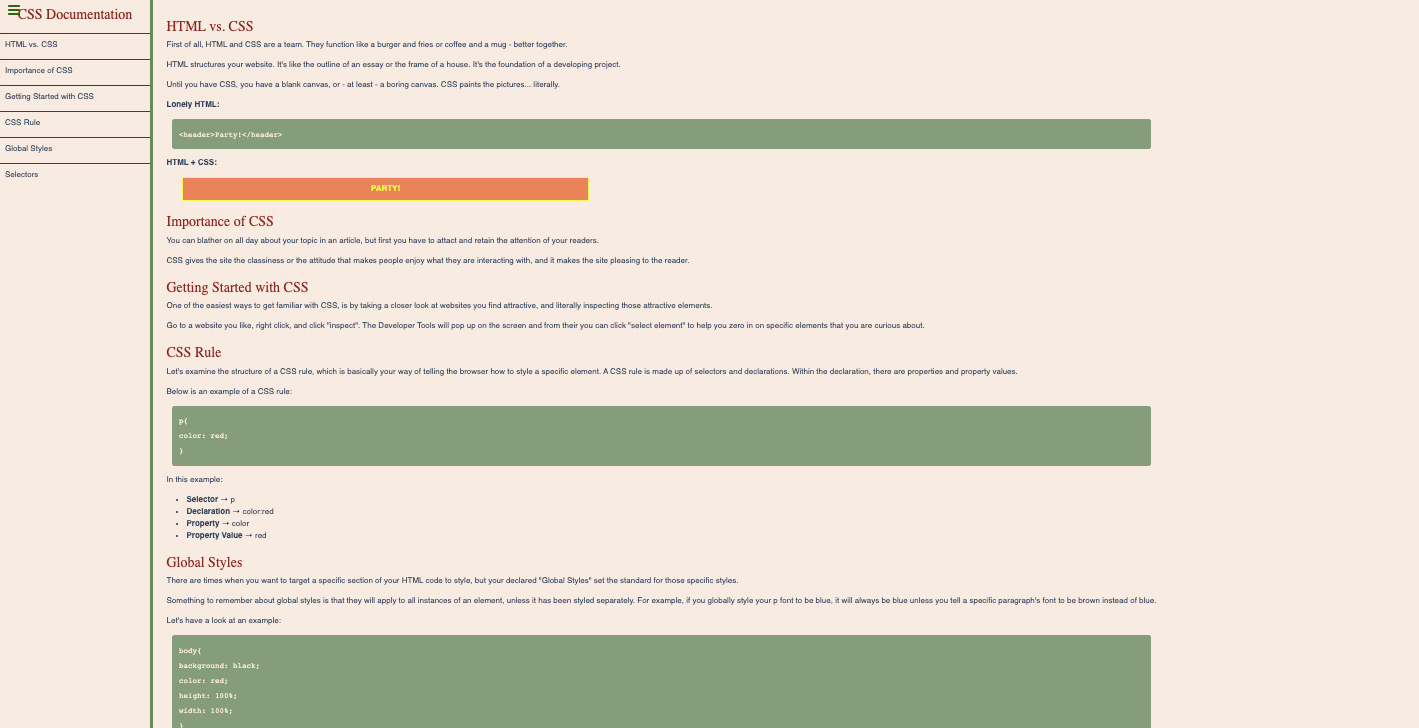 CSS Documentation
HTML vs. CSS
Importance of CSS
Getting Started with CSS
CSS Rule
Global Styles
Selectors
HTML vs. CSS
First of all, HTML and CSS are a team. They function like a burger and fries or coffee and a mug - better together.
HTML structures your website. It's like the outline of an essay or the frame of a house. It's the foundation of a developing project.
Until you have CSS, you have a blank canvas, or - at least - a boring canvas. CSS paints the pictures... literally.
Lonely HTML:
<header>Party!</header>
HTML + CSS:
PARTY!
Importance of CSS
You can blather on all day about your topic in an article, but first you have to attact and retain the attention of your readers.
CSS gives the site the classiness or the attitude that makes people enjoy what they are interacting with, and it makes the site pleasing to the reader.
Getting Started with CSS
One of the easiest ways to get familiar with CSS, is by taking a closer look at websites you find attractive, and literally inspecting those attractive elements.
Go to a website you like, right click, and click "inspect". The Developer Tools will pop up on the screen and from their you can click "select element" to help you zero in on specific elements that you are curious about.
CSS Rule
Let's examine the structure of a CSS rule, which is basically your way of telling the browser how to style a specific element. A CSS rule is made up of selectors and declarations. Within the declaration, there are properties and property values.
Below is an example of a CSS rule:
p{
color: red;
}
In this example:
• Selector → p
• Declaration → color:red
• Property → color
• Property Value → red
Global Styles
There are times when you want to target a specific section of your HTML code to style, but your declared "Global Styles" set the standard for those specific styles.
Something to remember about global styles is that they will apply to all instances of an element, unless it has been styled separately. For example, if you globally style your p font to be blue, it will always be blue unless you tell a specific paragraph's font to be brown instead of blue.
Let's have a look at an example:
body{
background: black;
color: red;
height: 100%;
width: 100%;
}